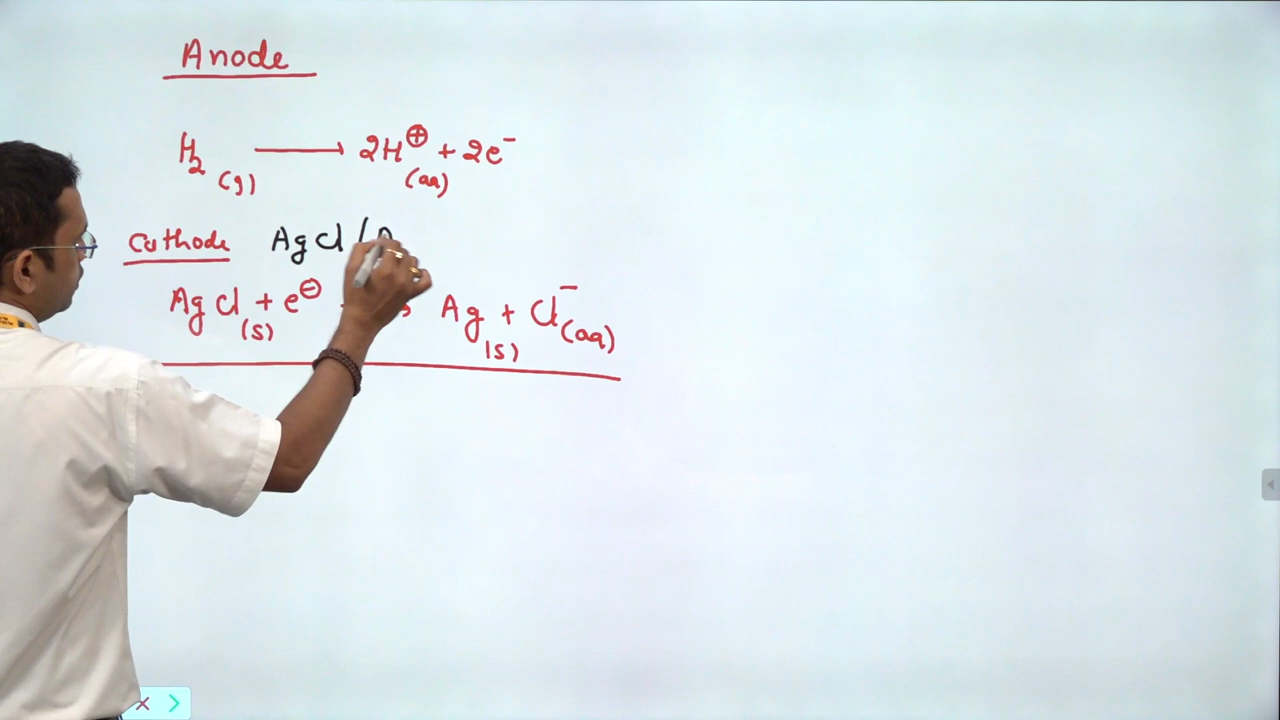 Anode
H₂(g) ⟶ 2H⊕(aq) + 2e⁻
Cathode AgCl /
AgCl(s) + e⊖ Ag(s) + Cl⁻(aq)